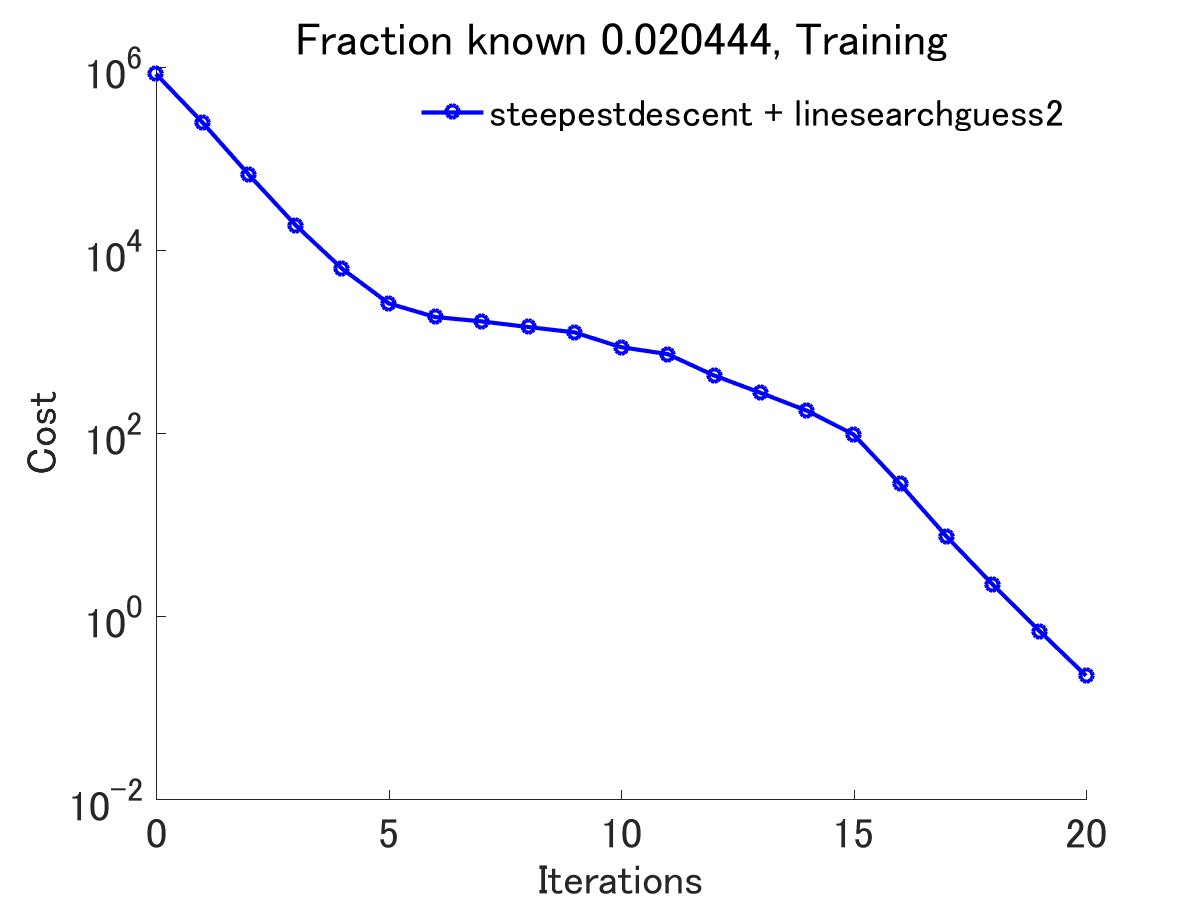 Fraction known 0.020444, Training
steepestdescent + linesearchguess2
10^6
10^4
10^2
10^0
10^-2
Cost
0 5 10 15 20
Iterations